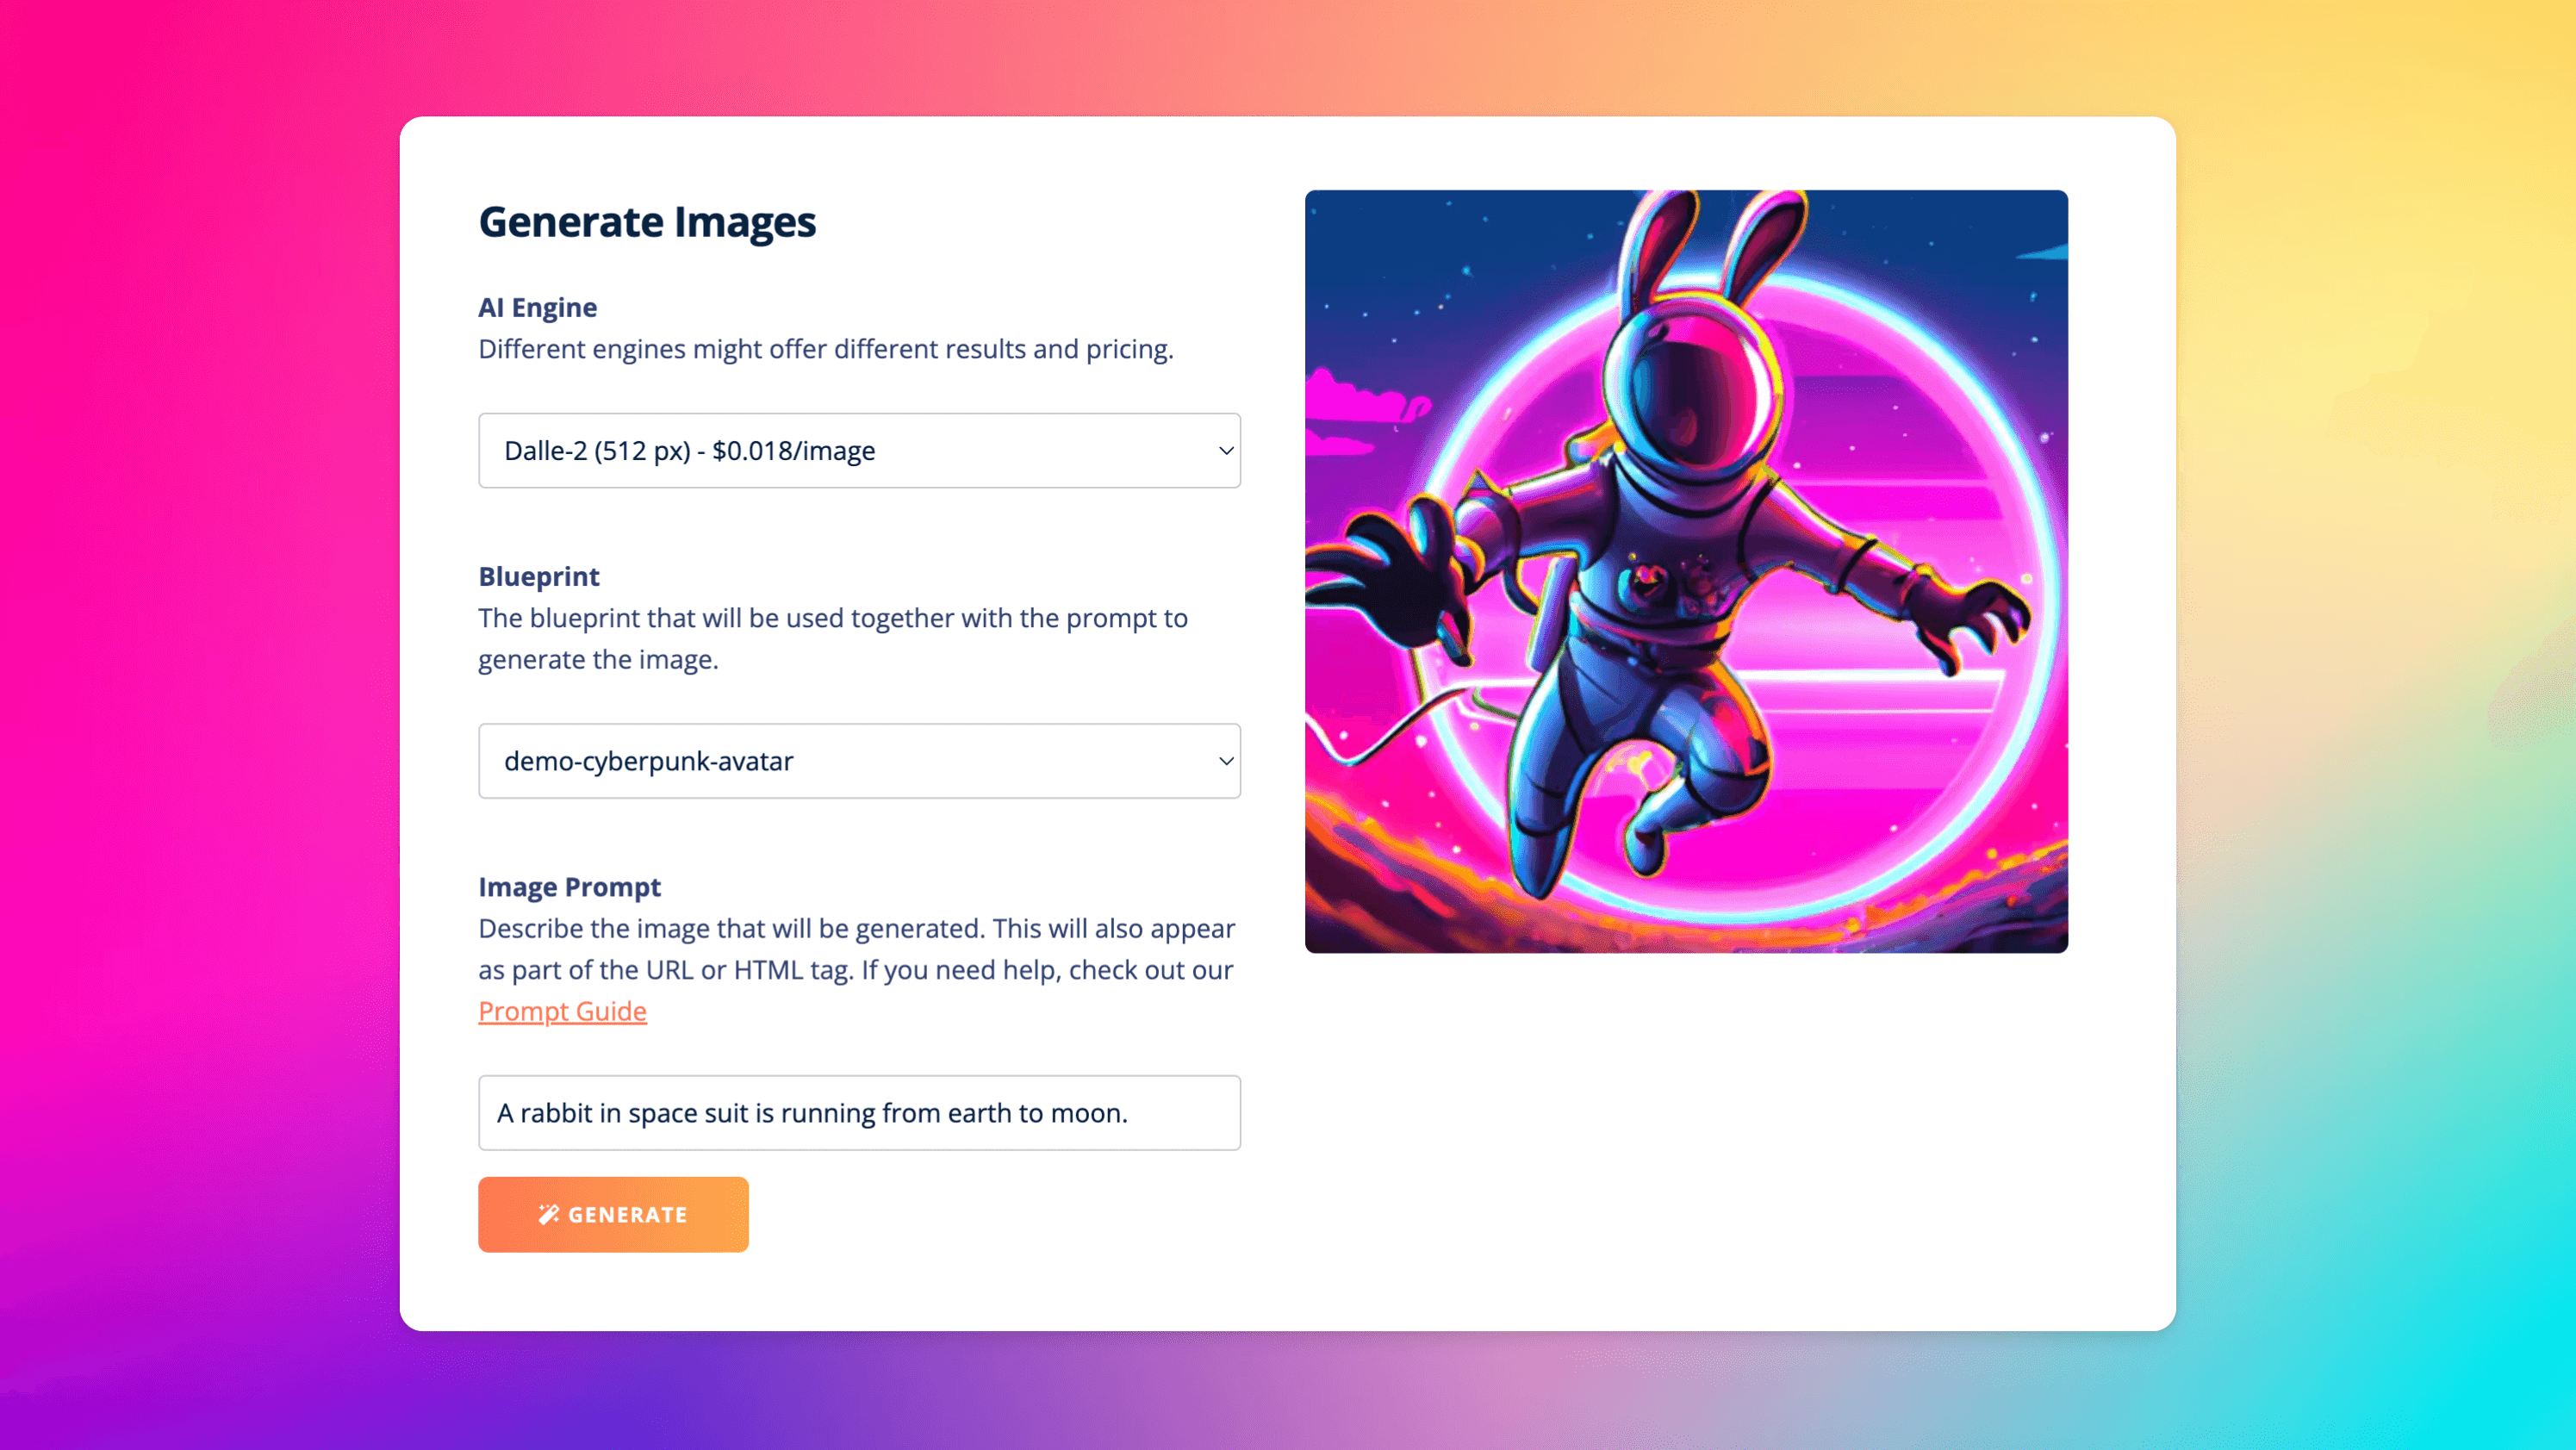 Generate Images
AI Engine
Different engines might offer different results and pricing.
Dalle-2 (512 px) - $0.018/image
Blueprint
The blueprint that will be used together with the prompt to
generate the image.
demo-cyberpunk-avatar
Image Prompt
Describe the image that will be generated. This will also appear
as part of the URL or HTML tag. If you need help, check out our
Prompt Guide
A rabbit in space suit is running from earth to moon.
GENERATE